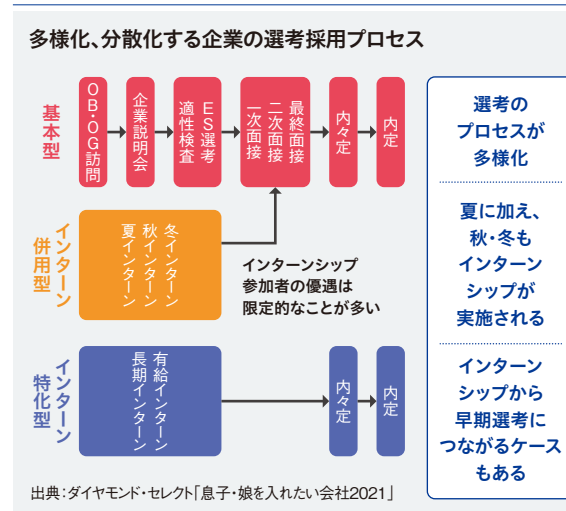 多様化、分散化する企業の選考採用プロセス
基本型
OB・OG訪問
企業説明会
ES選考
適性検査
最終面接
二次面接
一次面接
内々定
内定
インターン
併用型
冬インターン
秋インターン
夏インターン
インターンシップ
参加者の優遇は
限定的なことが多い
インターン
特化型
有給インターン
長期インターン
内々定
内定
選考の
プロセスが
多様化
夏に加え、
秋・冬も
インターン
シップが
実施される
インターン
シップから
早期選考に
つながるケース
もある
出典：ダイヤモンド・セレクト「息子・娘を入れたい会社2021」